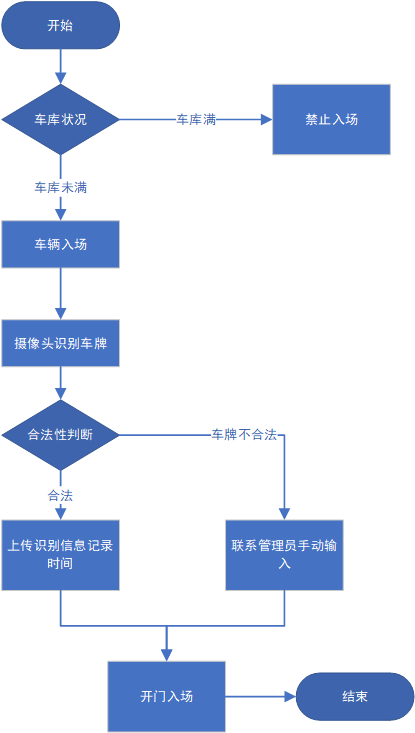 开始
车库状况
车库满
禁止入场
车库未满
车辆入场
摄像头识别车牌
合法性判断
车牌不合法
合法
上传识别信息记录
时间
联系管理员手动输
入
开门入场
结束